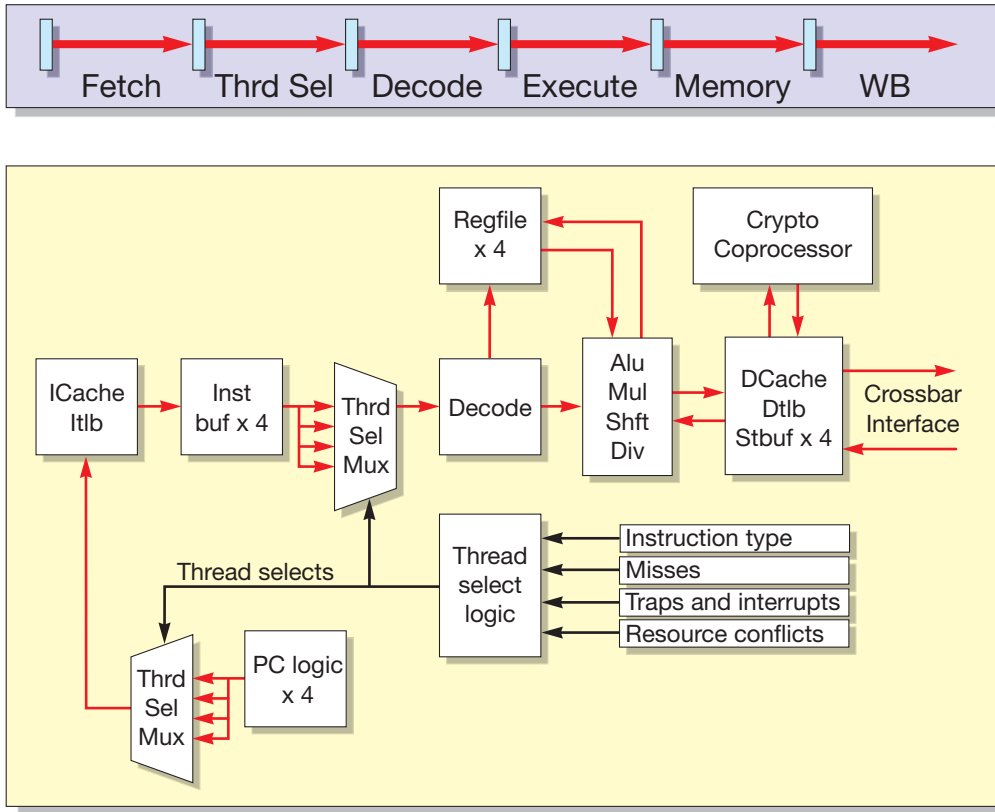 Fetch
Thrd Sel
Decode
Execute
Memory
WB
Regfile
x 4
Crypto
Coprocessor
ICache
Itlb
Inst
buf x 4
Thrd
Sel
Mux
Decode
Alu
Mul
Shft
Div
DCache
Dtlb
Stbuf x 4
Crossbar
Interface
Thread selects
Thread
select
logic
Instruction type
Misses
Traps and interrupts
Resource conflicts
Thrd
Sel
Mux
PC logic
x 4